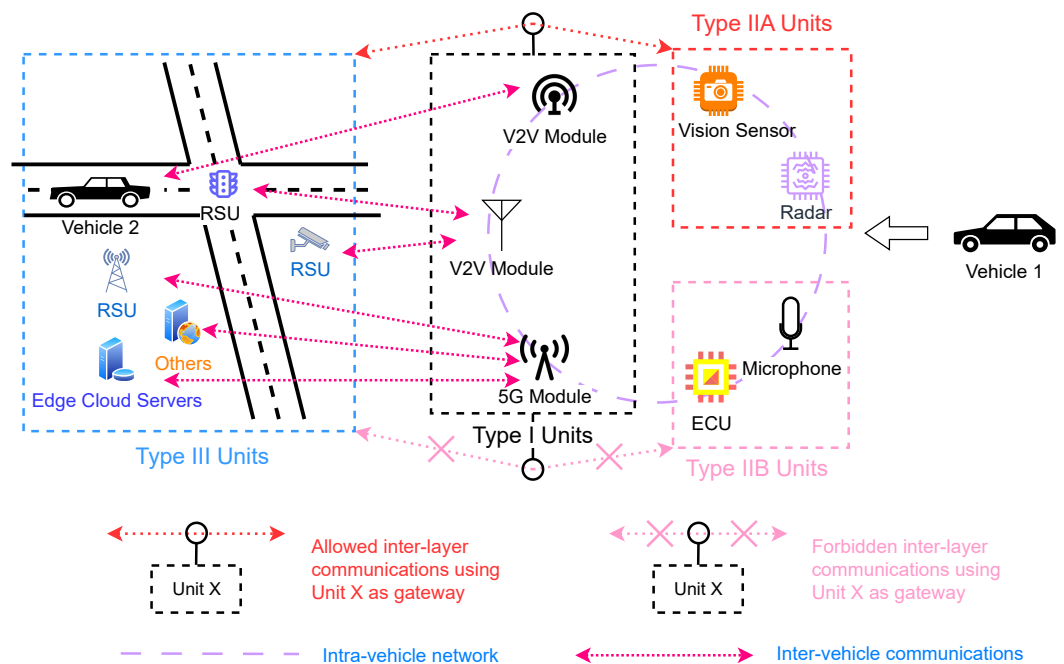 Type IIA Units
V2V Module
Vision Sensor
RSU
Vehicle 2
Radar
RSU
V2V Module
Vehicle 1
RSU
Others
Microphone
Edge Cloud Servers
5G Module
ECU
Type I Units
Type III Units
Type IIB Units
Unit X
Allowed inter-layer
communications using
Unit X as gateway
Unit X
Forbidden inter-layer
communications using
Unit X as gateway
Intra-vehicle network
Inter-vehicle communications